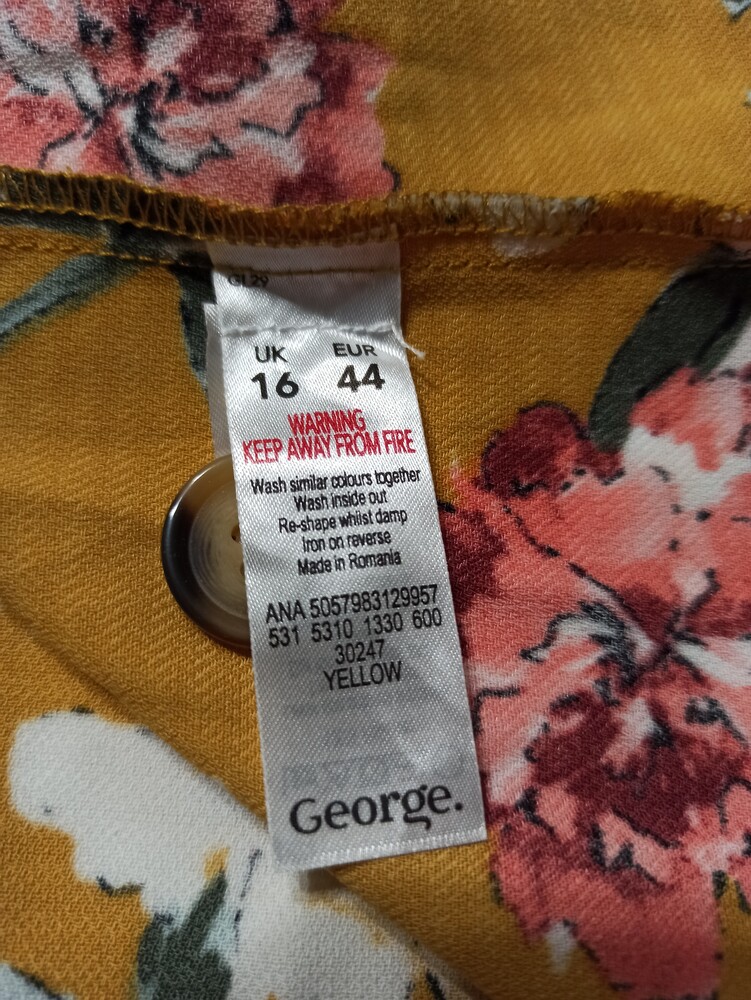 GL29
UK EUR
16 44
WARNING
KEEP AWAY FROM FIRE
Wash similar colours together
Wash inside out
Re-shape whilst damp
Iron on reverse
Made in Romania
ANA 5057983129957
531 5310 1330 600
30247
YELLOW
George.